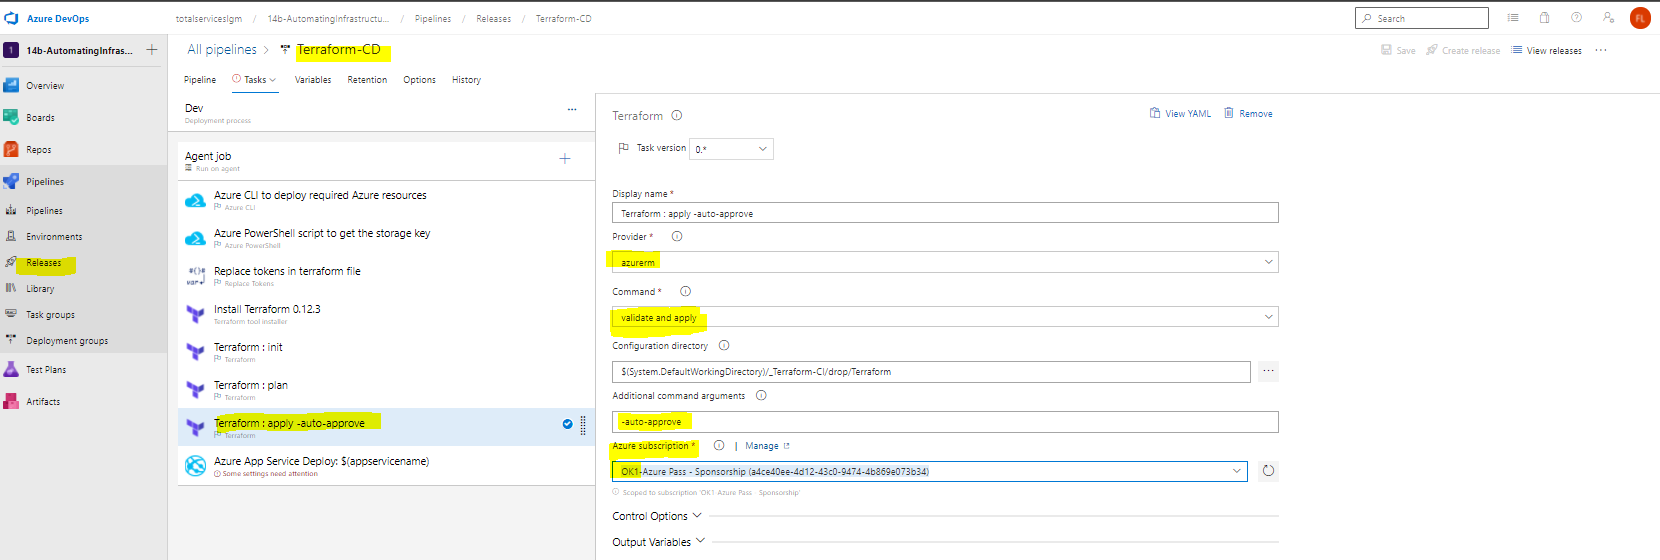 Azure DevOps
totalserviceslgm / 14b-AutomatingInfrastructu... / Pipelines / Releases / Terraform-CD
Search
FL
1 14b-AutomatingInfras...
All pipelines > Terraform-CD
Save Create release View releases ...
Pipeline Tasks Variables Retention Options History
Overview
Boards
Repos
Pipelines
Pipelines
Environments
Releases
Library
Task groups
Deployment groups
Test Plans
Artifacts
Dev
Deployment process
Agent job
Run on agent
Azure CLI to deploy required Azure resources
Azure CLI
Azure PowerShell script to get the storage key
Azure PowerShell
Replace tokens in terraform file
Replace Tokens
Install Terraform 0.12.3
Terraform tool installer
Terraform : init
Terraform
Terraform : plan
Terraform
Terraform : apply -auto-approve
Terraform
Azure App Service Deploy: $(appservicename)
Some settings need attention
Terraform
View YAML Remove
Task version 0.*
Display name *
Terraform : apply -auto-approve
Provider *
azurerm
Command *
validate and apply
Configuration directory
$(System.DefaultWorkingDirectory)/_Terraform-CI/drop/Terraform
Additional command arguments
-auto-approve
Azure subscription * | Manage
OK1-Azure Pass - Sponsorship (a4ce40ee-4d12-43c0-9474-4b869e073b34)
Scoped to subscription 'OK1-Azure Pass - Sponsorship'
Control Options
Output Variables